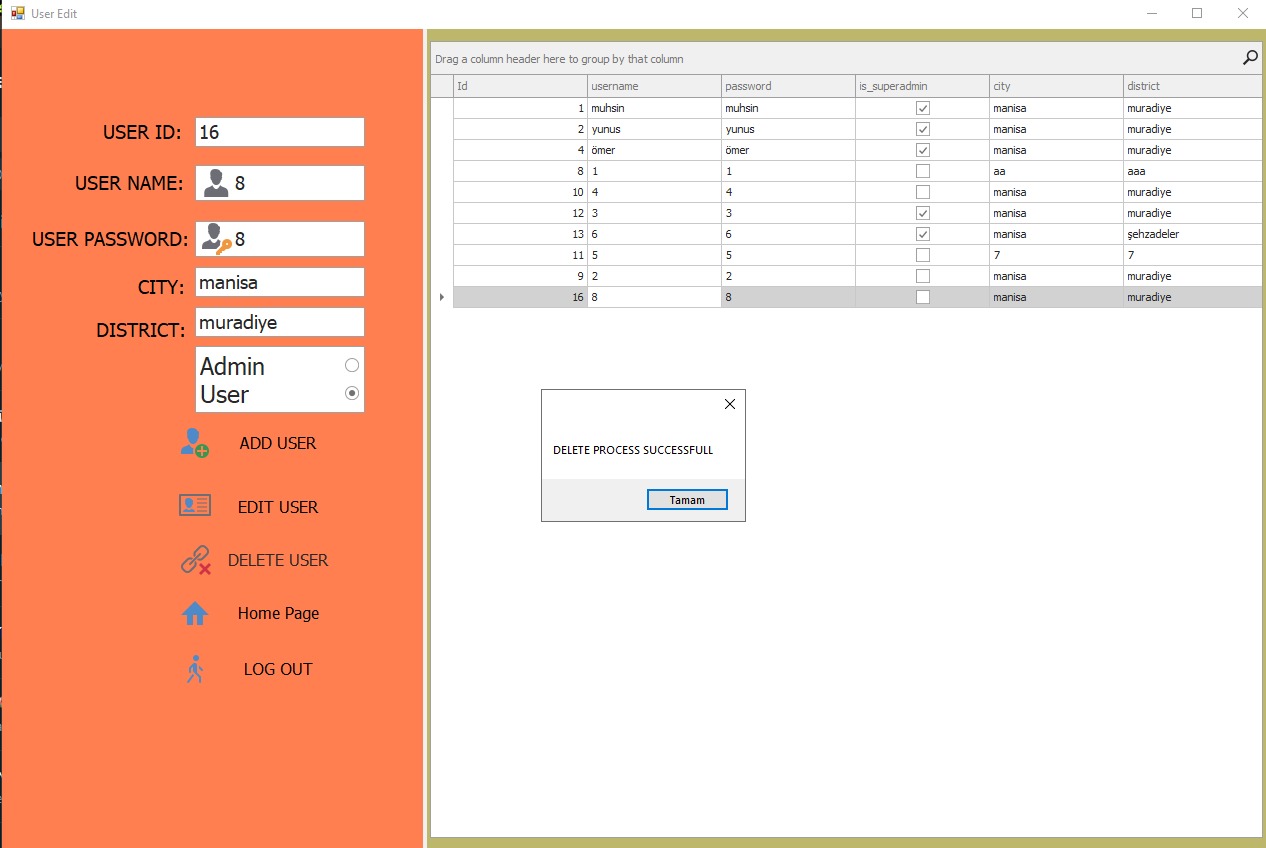 User Edit
USER ID: 16
USER NAME: 8
USER PASSWORD: 8
CITY: manisa
DISTRICT: muradiye
Admin
User
ADD USER
EDIT USER
DELETE USER
Home Page
LOG OUT
Drag a column header here to group by that column
Id username password is_superadmin city district
1 muhsin muhsin manisa muradiye
2 yunus yunus manisa muradiye
4 ömer ömer manisa muradiye
8 1 1 aa aaa
10 4 4 manisa muradiye
12 3 3 manisa muradiye
13 6 6 manisa şehzadeler
11 5 5 7 7
9 2 2 manisa muradiye
16 8 8 manisa muradiye
DELETE PROCESS SUCCESSFULL
Tamam